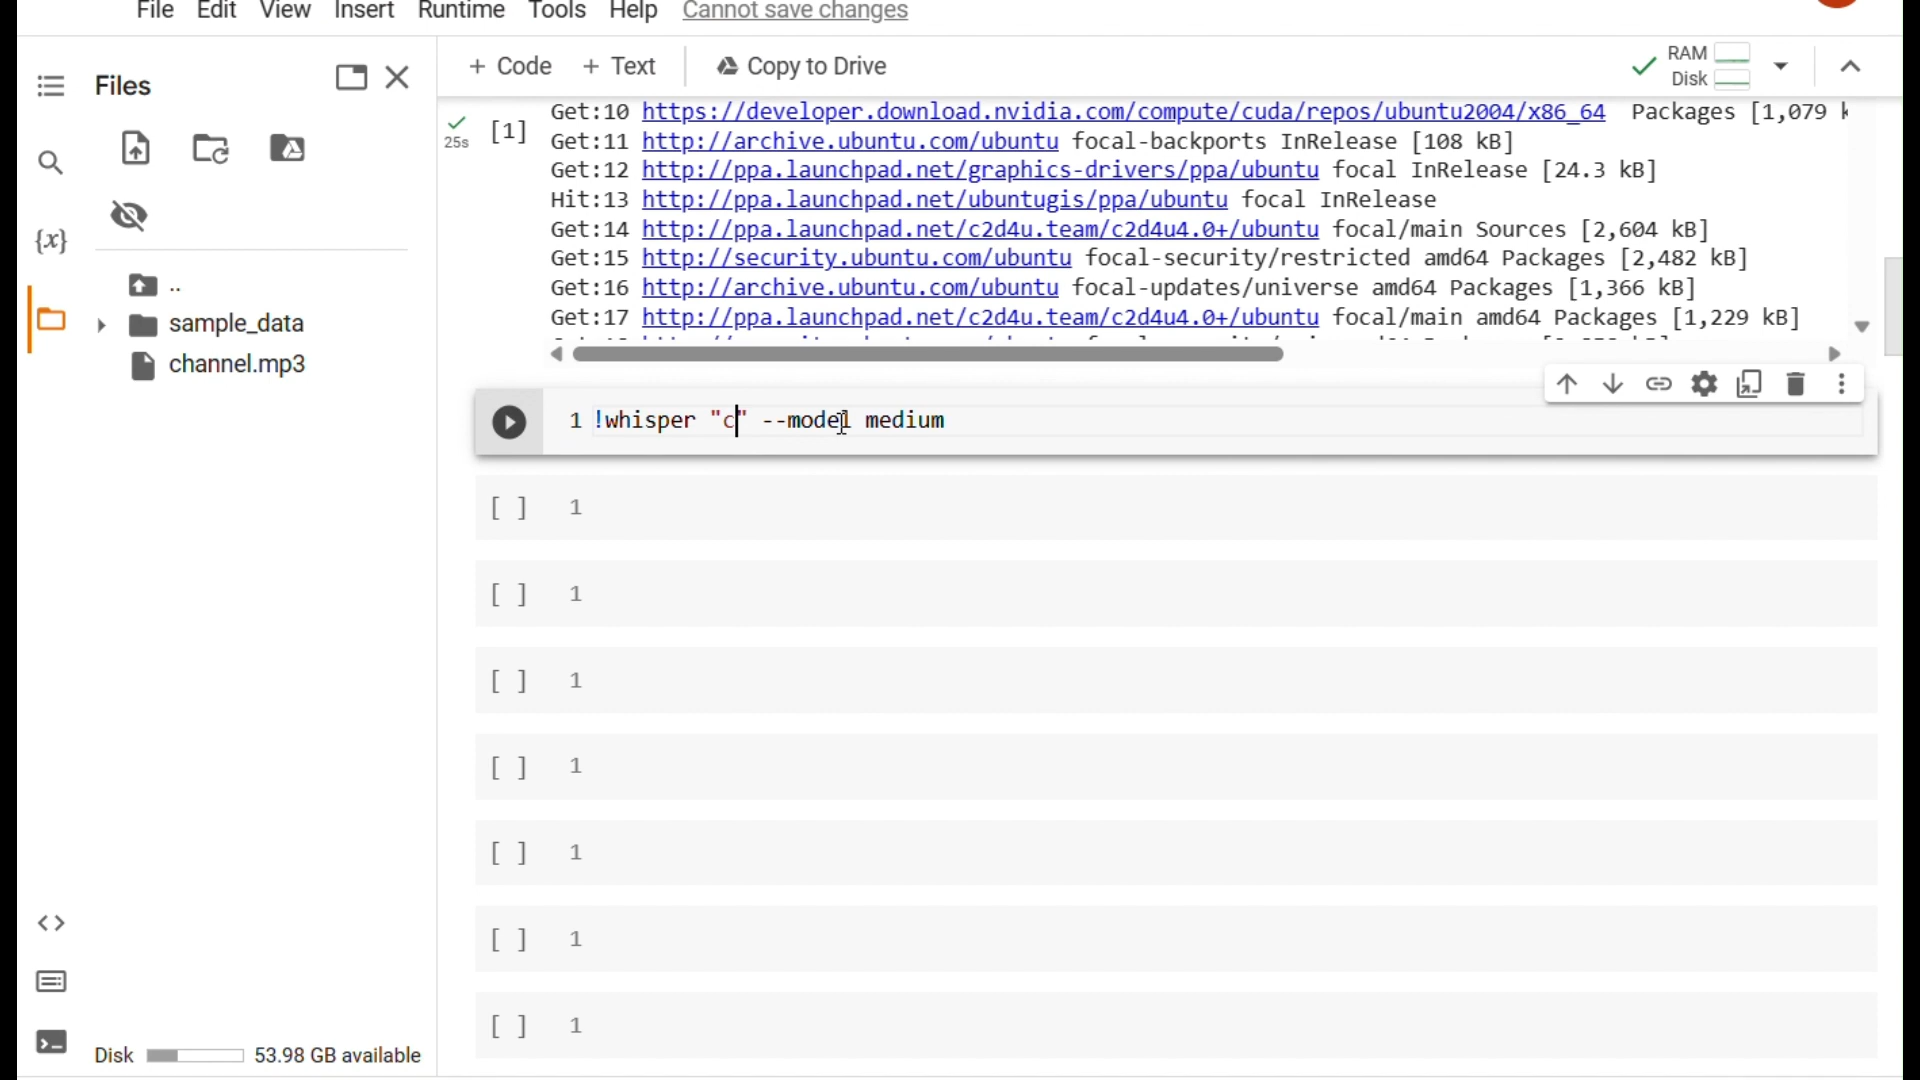 File Edit View Insert Runtime Tools Help Cannot save changes
Files
+ Code + Text Copy to Drive
RAM
Disk
25s
[1]
Get:10 https://developer.download.nvidia.com/compute/cuda/repos/ubuntu2004/x86_64 Packages [1,079 k
Get:11 http://archive.ubuntu.com/ubuntu focal-backports InRelease [108 kB]
Get:12 http://ppa.launchpad.net/graphics-drivers/ppa/ubuntu focal InRelease [24.3 kB]
Hit:13 http://ppa.launchpad.net/ubuntugis/ppa/ubuntu focal InRelease
Get:14 http://ppa.launchpad.net/c2d4u.team/c2d4u4.0+/ubuntu focal/main Sources [2,604 kB]
Get:15 http://security.ubuntu.com/ubuntu focal-security/restricted amd64 Packages [2,482 kB]
Get:16 http://archive.ubuntu.com/ubuntu focal-updates/universe amd64 Packages [1,366 kB]
Get:17 http://ppa.launchpad.net/c2d4u.team/c2d4u4.0+/ubuntu focal/main amd64 Packages [1,229 kB]
{x}
..
sample_data
channel.mp3
1 !whisper "c" --model medium
[ ] 1
[ ] 1
[ ] 1
[ ] 1
[ ] 1
[ ] 1
[ ] 1
Disk 53.98 GB available